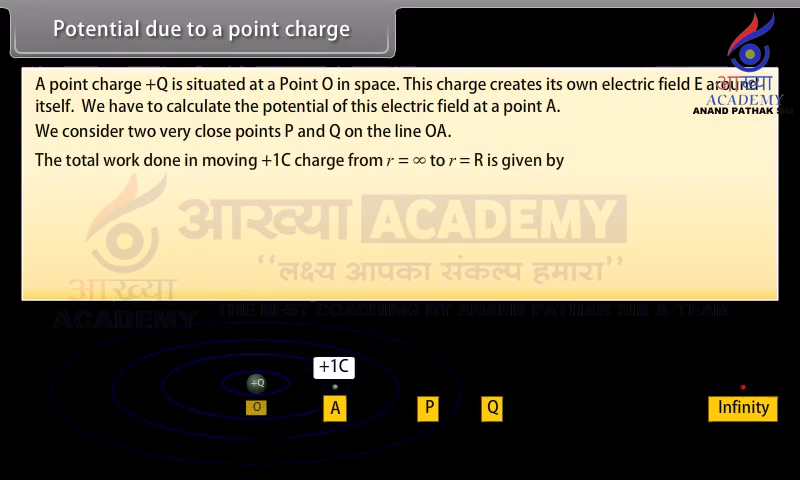 Potential due to a point charge
A point charge +Q is situated at a Point O in space. This charge creates its own electric field E around
itself. We have to calculate the potential of this electric field at a point A.
We consider two very close points P and Q on the line OA.
The total work done in moving +1C charge from r = ∞ to r = R is given by
आख्या
ACADEMY
ANAND PATHAK SIR
आख्या ACADEMY
‘‘लक्ष्य आपका संकल्प हमारा’’
आख्या
ACADEMY
THE BEST COACHING BY ANAND PATHAK SIR & TEAM
+1C
+Q
O A P Q Infinity